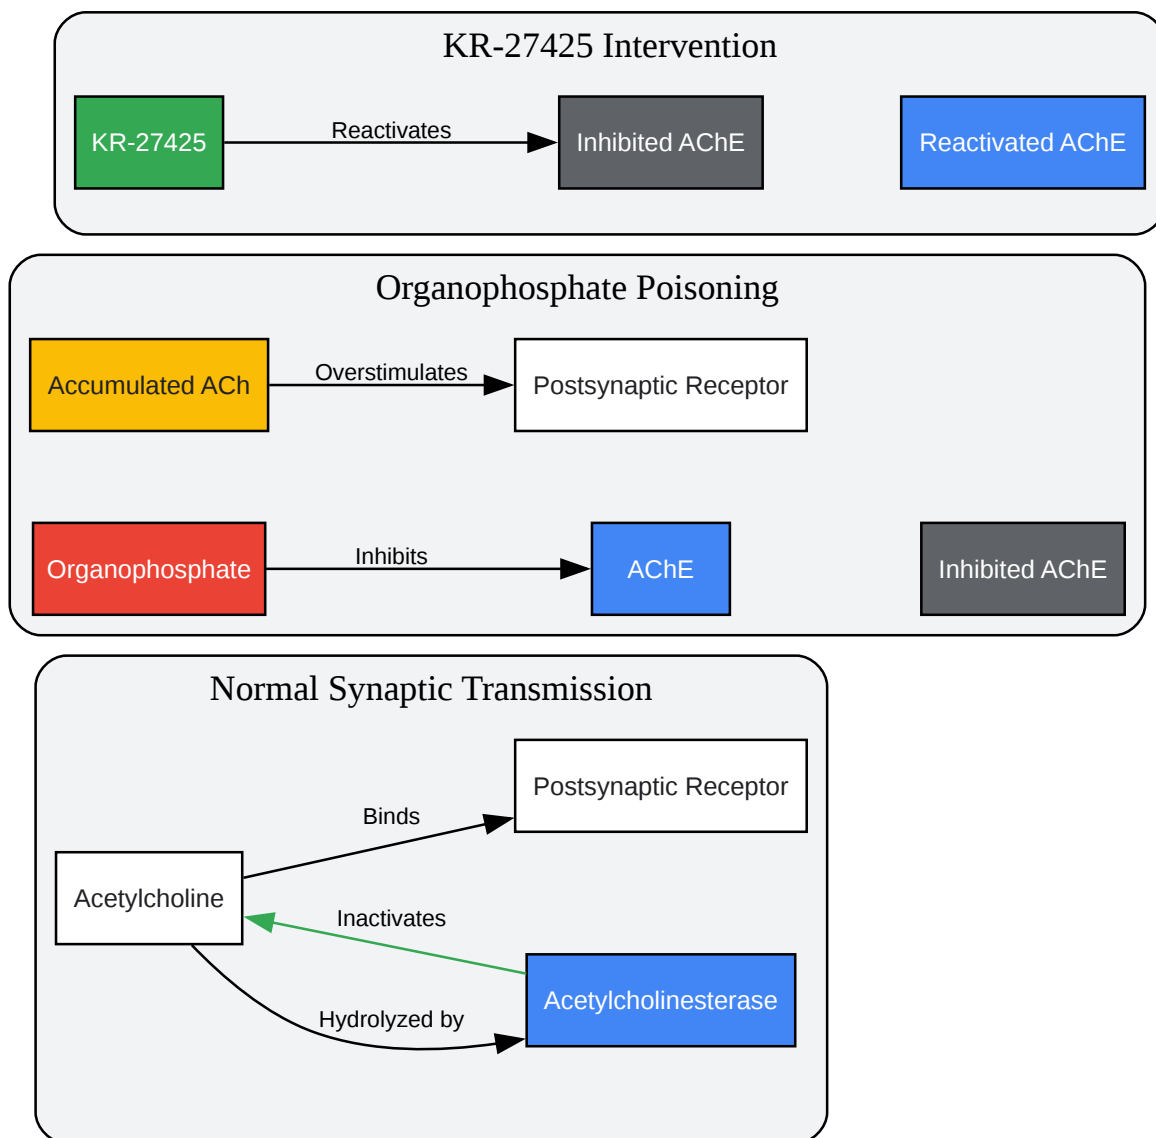 KR-27425 Intervention
KR-27425
Reactivates
Inhibited AChE
Reactivated AChE
Organophosphate Poisoning
Accumulated ACh
Overstimulates
Postsynaptic Receptor
Organophosphate
Inhibits
AChE
Inhibited AChE
Normal Synaptic Transmission
Postsynaptic Receptor
Binds
Acetylcholine
Inactivates
Acetylcholinesterase
Hydrolyzed by